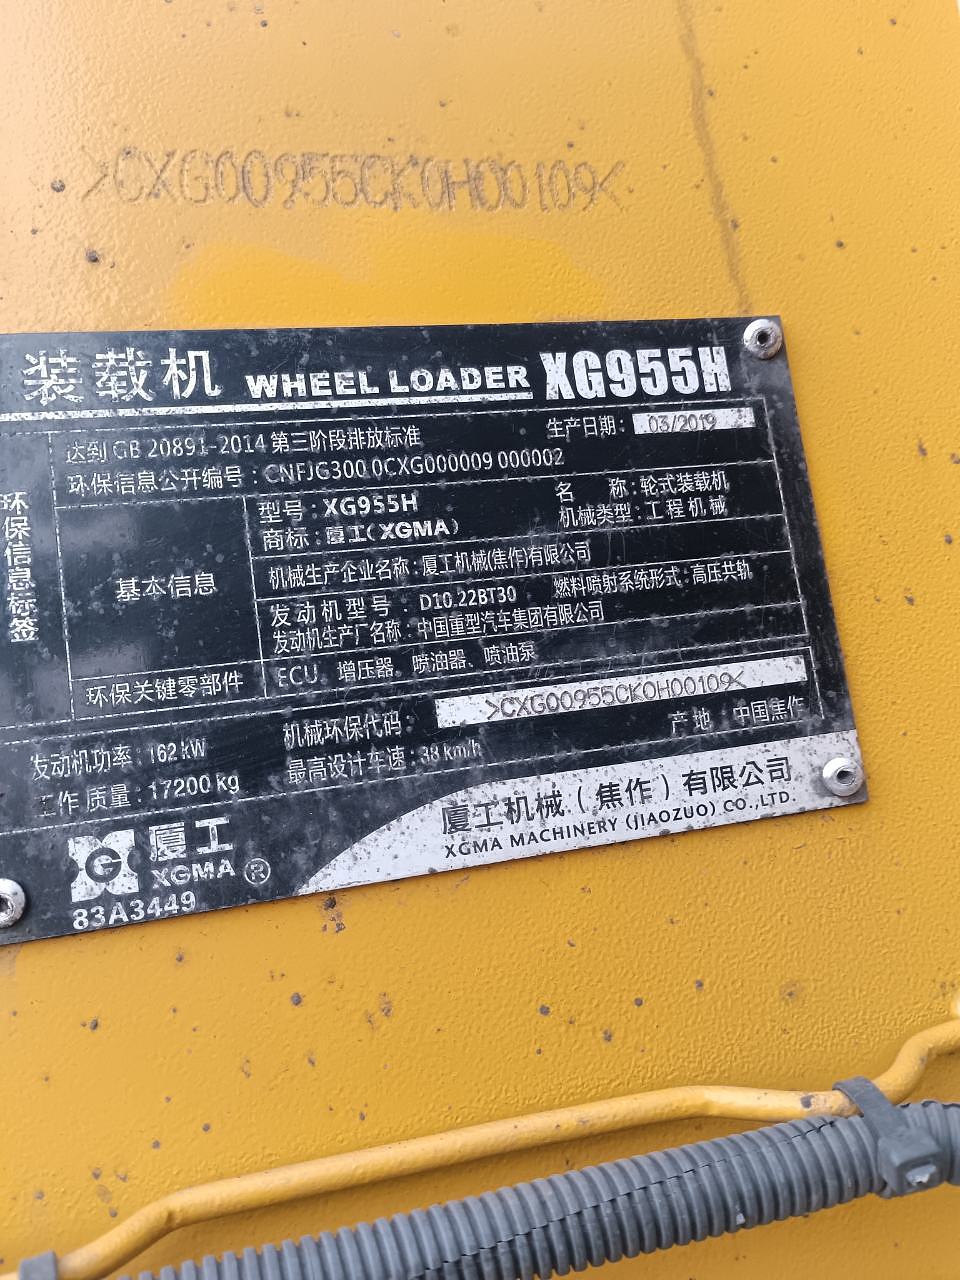 >CXG00955CK0H00109<
装载机 WHEEL LOADER XG955H
环保信息标签
达到 GB 20891-2014 第三阶段排放标准 生产日期: 03/2019
环保信息公开编号: CNFJG300 0CXG000009 000002
基本信息
型号: XG955H 名 称: 轮式装载机
商标: 厦工(XGMA) 机械类型: 工程机械
机械生产企业名称: 厦工机械(焦作)有限公司
发动机型号: D10.22BT30 燃料喷射系统形式: 高压共轨
发动机生产厂名称: 中国重型汽车集团有限公司
环保关键零部件 ECU、增压器、喷油器、喷油泵
机械环保代码: >CXG00955CK0H00109<
发动机功率: 162 kW 最高设计车速: 38 km/h 产地: 中国焦作
工作质量: 17200 kg
厦工机械(焦作)有限公司
XGMA MACHINERY (JIAOZUO) CO.,LTD.
厦工
XGMA ®
83A3449